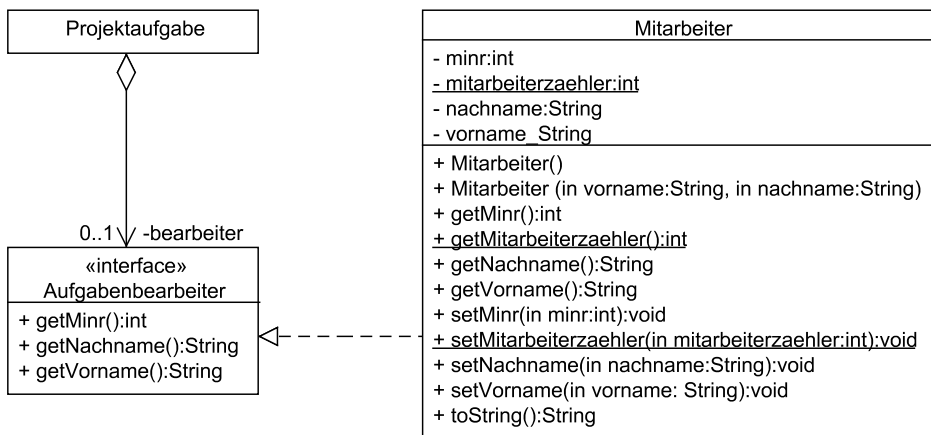 Projektaufgabe
0..1 -bearbeiter
«interface»
Aufgabenbearbeiter
+ getMinr():int
+ getNachname():String
+ getVorname():String
Mitarbeiter
- minr:int
- mitarbeiterzaehler:int
- nachname:String
- vorname_String
+ Mitarbeiter()
+ Mitarbeiter (in vorname:String, in nachname:String)
+ getMinr():int
+ getMitarbeiterzaehler():int
+ getNachname():String
+ getVorname():String
+ setMinr(in minr:int):void
+ setMitarbeiterzaehler(in mitarbeiterzaehler:int):void
+ setNachname(in nachname:String):void
+ setVorname(in vorname: String):void
+ toString():String